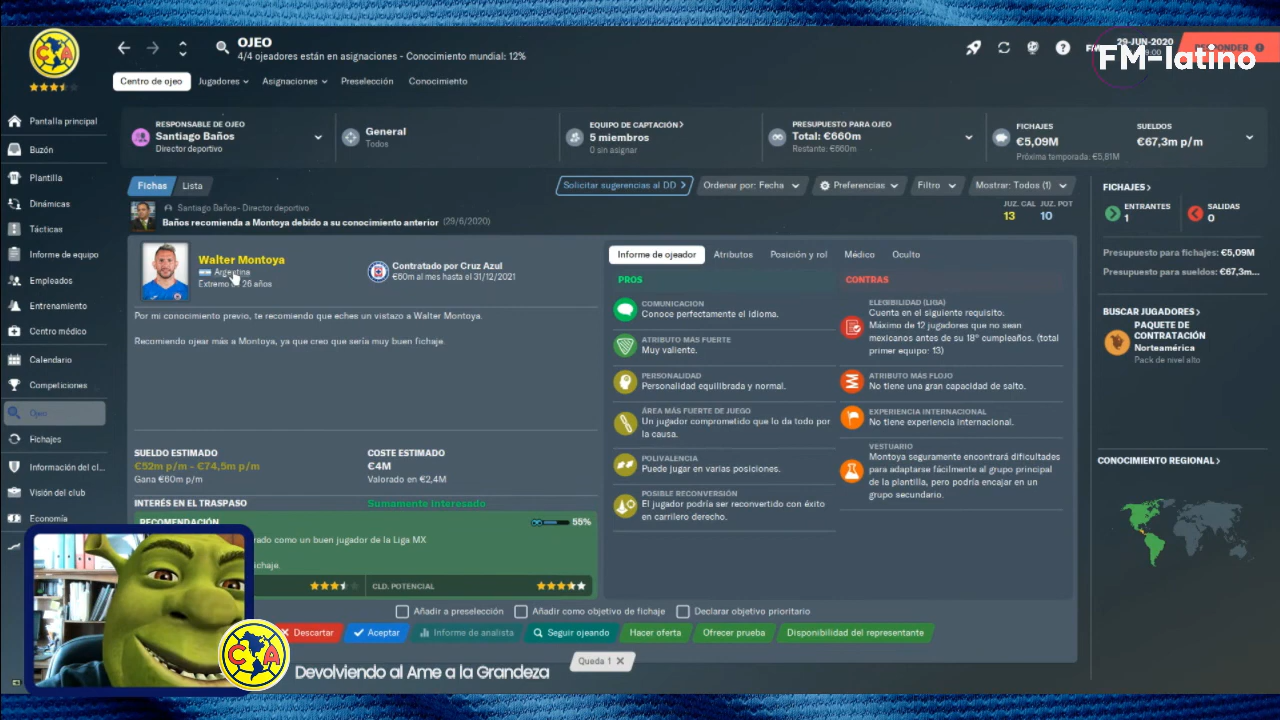 OJEO
4/4 ojeadores están en asignaciones - Conocimiento mundial: 12%
29-JUN-2020
FM-latino
Centro de ojeo
Jugadores
Asignaciones
Preselección
Conocimiento
Pantalla principal
Buzón
Plantilla
Dinámicas
Tácticas
Informe de equipo
Empleados
Entrenamiento
Centro médico
Calendario
Competiciones
Ojeo
Fichajes
Información del cl...
Visión del club
Economía
RESPONSABLE DE OJEO
Santiago Baños
Director deportivo
General
Todos
EQUIPO DE CAPTACIÓN
5 miembros
0 sin asignar
PRESUPUESTO PARA OJEO
Total: €660m
Restante: €660m
FICHAJES
€5,09M
Próxima temporada: €5,81M
SUELDOS
€67,3m p/m
Fichas
Lista
Solicitar sugerencias al DD
Ordenar por: Fecha
Preferencias
Filtro
Mostrar: Todos (1)
Santiago Baños- Director deportivo
Baños recomienda a Montoya debido a su conocimiento anterior (29/6/2020)
JUZ. CAL
13
JUZ. POT
10
Walter Montoya
Argentina
Extremo 26 años
Contratado por Cruz Azul
€60m al mes hasta el 31/12/2021
Por mi conocimiento previo, te recomiendo que eches un vistazo a Walter Montoya.
Recomiendo ojear más a Montoya, ya que creo que sería muy buen fichaje.
SUELDO ESTIMADO
€52m p/m - €74,5m p/m
Gana €60m p/m
COSTE ESTIMADO
€4M
Valorado en €2,4M
INTERÉS EN EL TRASPASO
Sumamente interesado
RECOMENDACIÓN
55%
rado como un buen jugador de la Liga MX
ichaje.
CLD. POTENCIAL
Informe de ojeador
Atributos
Posición y rol
Médico
Oculto
PROS
COMUNICACION
Conoce perfectamente el idioma.
ATRIBUTO MÁS FUERTE
Muy valiente.
PERSONALIDAD
Personalidad equilibrada y normal.
ÁREA MÁS FUERTE DE JUEGO
Un jugador comprometido que lo da todo por
la causa.
POLIVALENCIA
Puede jugar en varias posiciones.
POSIBLE RECONVERSIÓN
El jugador podría ser reconvertido con éxito
en carrilero derecho.
CONTRAS
ELEGIBILIDAD (LIGA)
Cuenta en el siguiente requisito.
Máximo de 12 jugadores que no sean
mexicanos antes de su 18º cumpleaños. (total
primer equipo: 13)
ATRIBUTO MÁS FLOJO
No tiene una gran capacidad de salto.
EXPERIENCIA INTERNACIONAL
No tiene experiencia internacional.
VESTUARIO
Montoya seguramente encontrará dificultades
para adaptarse fácilmente al grupo principal
de la plantilla, pero podría encajar en un
grupo secundario.
Añadir a preselección
Añadir como objetivo de fichaje
Declarar objetivo prioritario
Descartar
Aceptar
Informe de analista
Seguir ojeando
Hacer oferta
Ofrecer prueba
Disponibilidad del representante
Queda 1
FICHAJES
ENTRANTES
1
SALIDAS
0
Presupuesto para fichajes: €5,09M
Presupuesto para sueldos: €67,3m...
BUSCAR JUGADORES
PAQUETE DE
CONTRATACIÓN
Norteamérica
Pack de nivel alto
CONOCIMIENTO REGIONAL
CA
Devolviendo al Ame a la Grandeza